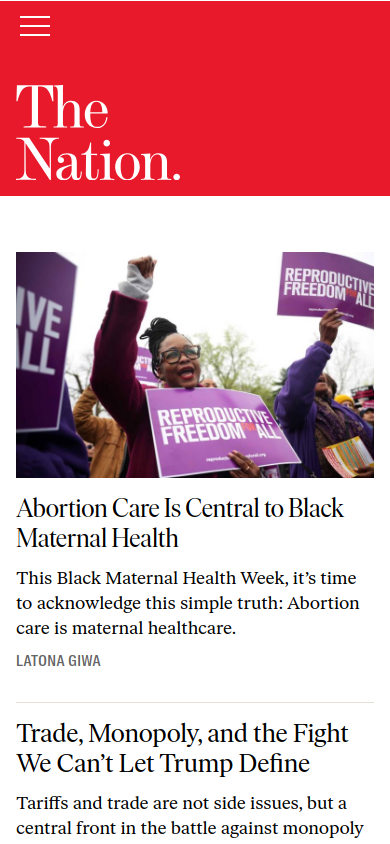 The
Nation.
IVE
LL
REPRODUCTIVE
FREEDOM FOR ALL
REPRODUCTIVE
FREEDOM ALL
Abortion Care Is Central to Black
Maternal Health
This Black Maternal Health Week, it’s time
to acknowledge this simple truth: Abortion
care is maternal healthcare.
LATONA GIWA
Trade, Monopoly, and the Fight
We Can’t Let Trump Define
Tariffs and trade are not side issues, but a
central front in the battle against monopoly